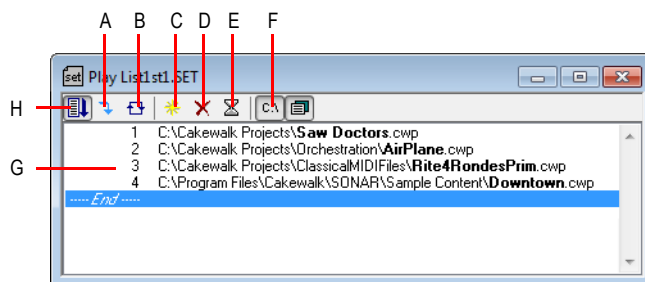 A B C D E F
set Play List1st1.SET
H
C:\
1 C:\Cakewalk Projects\Saw Doctors.cwp
2 C:\Cakewalk Projects\Orchestration\AirPlane.cwp
G
3 C:\Cakewalk Projects\ClassicalMIDIFiles\Rite4RondesPrim.cwp
4 C:\Program Files\Cakewalk\SONAR\Sample Content\Downtown.cwp
----- End -----